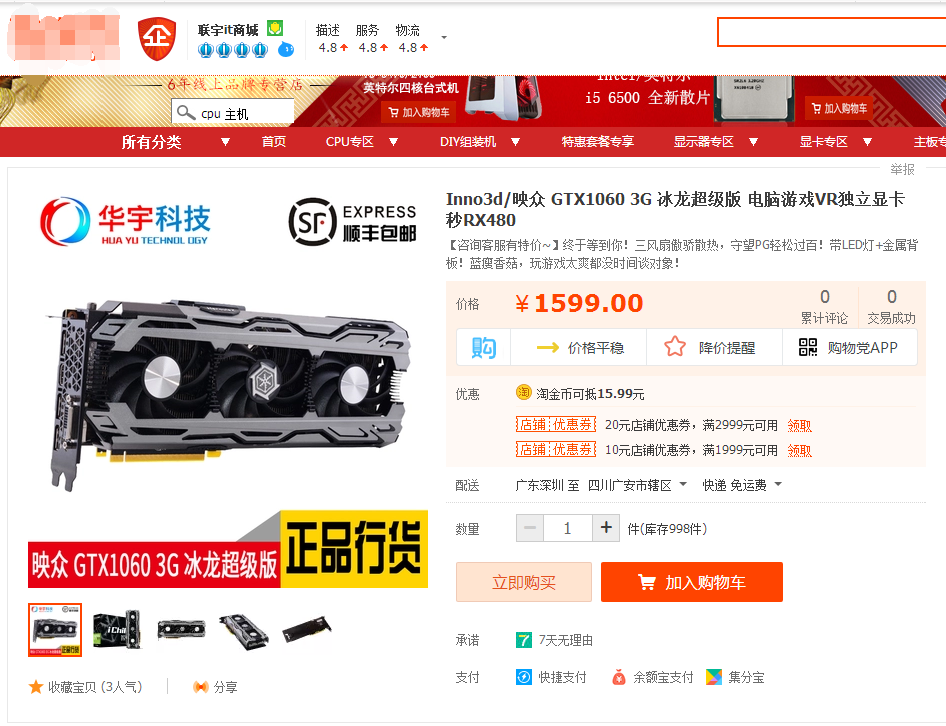 企
联宇it商城
描述 服务 物流
4.8 4.8 4.8
6年线上品牌专营店
英特尔四核台式机
加入购物车
i5 6500 全新散片
加入购物车
cpu 主机
所有分类 首页 CPU专区 DIY组装机 特惠套餐专享 显示器专区 显卡专区 主板专
举报
华宇科技
HUA YU TECHNOLOGY
SF EXPRESS
顺丰包邮
映众 GTX1060 3G 冰龙超级版
正品行货
收藏宝贝 (3人气)
分享
Inno3d/映众 GTX1060 3G 冰龙超级版 电脑游戏VR独立显卡
秒RX480
【咨询客服有特价~】终于等到你！三风扇傲骄散热，守望PG轻松过百！带LED灯+金属背
板！蓝瘦香菇，玩游戏太爽都没时间谈对象！
价格
¥1599.00
0
累计评论
0
交易成功
购 价格平稳 降价提醒 购物党APP
优惠
淘 淘金币可抵15.99元
店铺 优惠券 20元店铺优惠券，满2999元可用 领取
店铺 优惠券 10元店铺优惠券，满1999元可用 领取
配送 广东深圳 至 四川广安市辖区 快递 免运费
数量 − 1 + 件(库存998件)
立即购买 加入购物车
承诺 7 7天无理由
支付 快捷支付 余额宝支付 集分宝